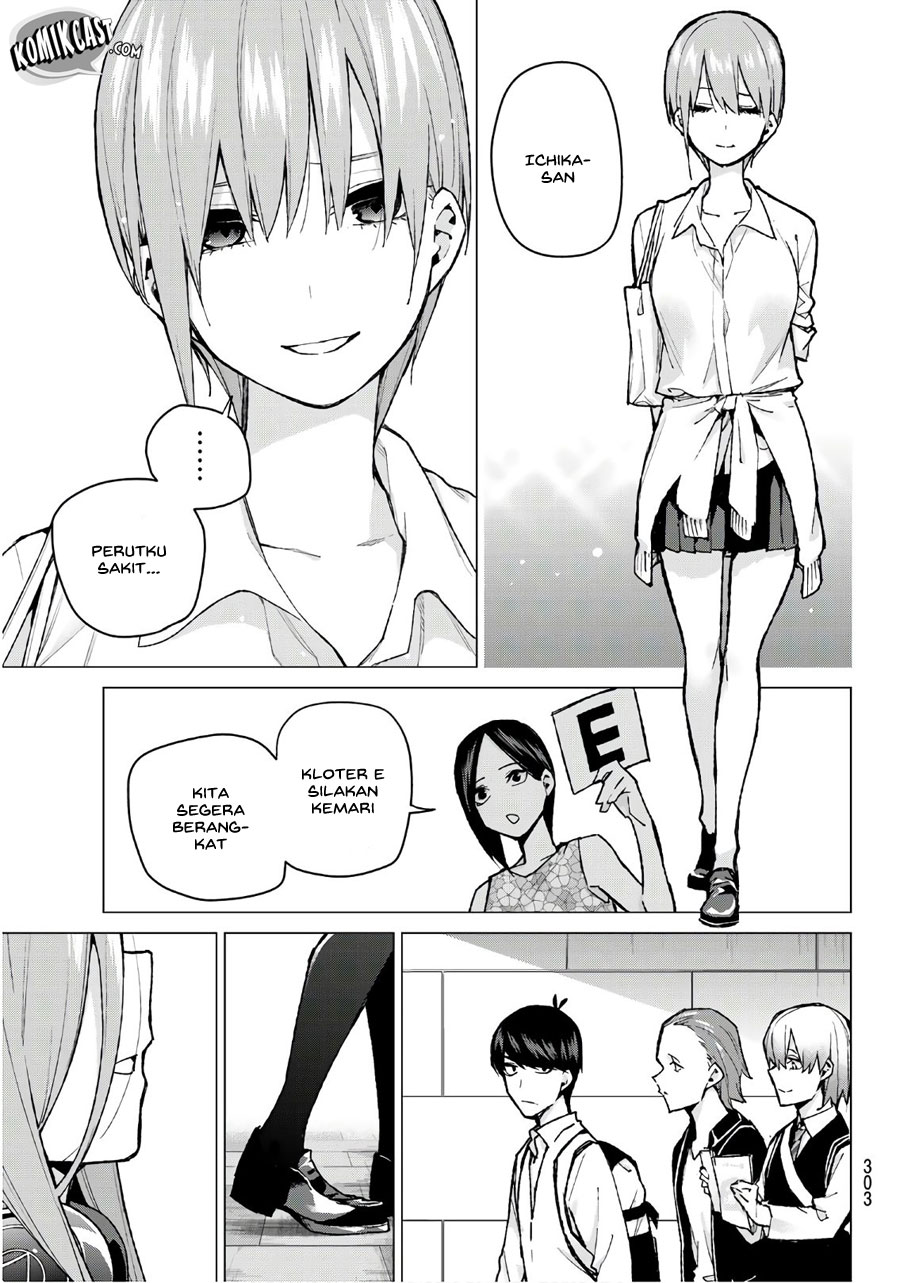 KOMIKCAST
.COM
ICHIKA-
SAN
......
PERUTKU
SAKIT...
E
KLOTER E
SILAKAN
KEMARI
KITA
SEGERA
BERANG-
KAT
303